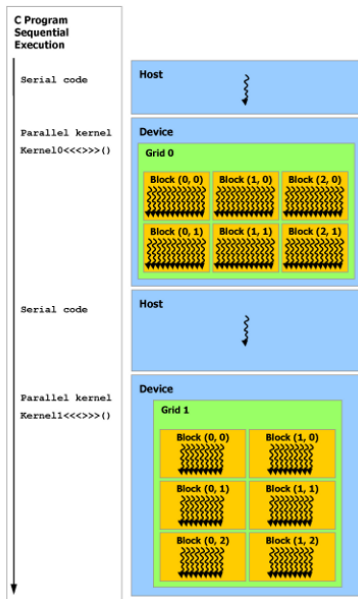 C Program
Sequential
Execution
Serial code
Host
Parallel kernel
Kernel0<<<>>>()
Device
Grid 0
Block (0, 0) Block (1, 0) Block (2, 0)
Block (0, 1) Block (1, 1) Block (2, 1)
Serial code
Host
Parallel kernel
Kernel1<<<>>>()
Device
Grid 1
Block (0, 0) Block (1, 0)
Block (0, 1) Block (1, 1)
Block (0, 2) Block (1, 2)